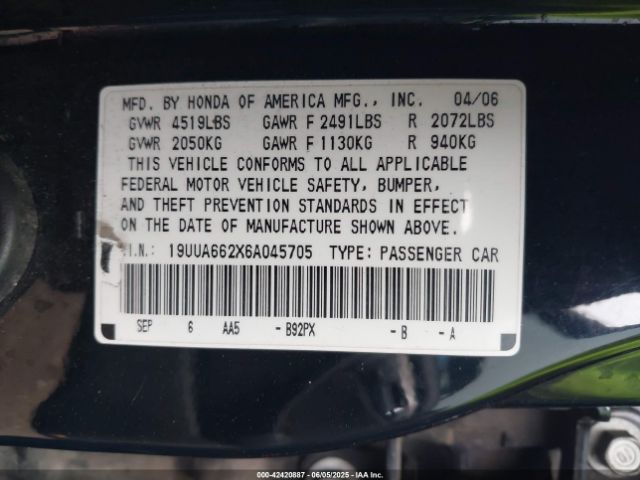 MFD. BY HONDA OF AMERICA MFG., INC. 04/06
GVWR 4519LBS GAWR F 2491LBS R 2072LBS
GVWR 2050KG GAWR F 1130KG R 940KG
THIS VEHICLE CONFORMS TO ALL APPLICABLE
FEDERAL MOTOR VEHICLE SAFETY, BUMPER,
AND THEFT PREVENTION STANDARDS IN EFFECT
ON THE DATE OF MANUFACTURE SHOWN ABOVE.
.I.N.: 19UUA662X6A045705 TYPE: PASSENGER CAR
SEP 6 AA5 -B92PX -B -A
00-42420887 - 06/05/2025 - IAA Inc.